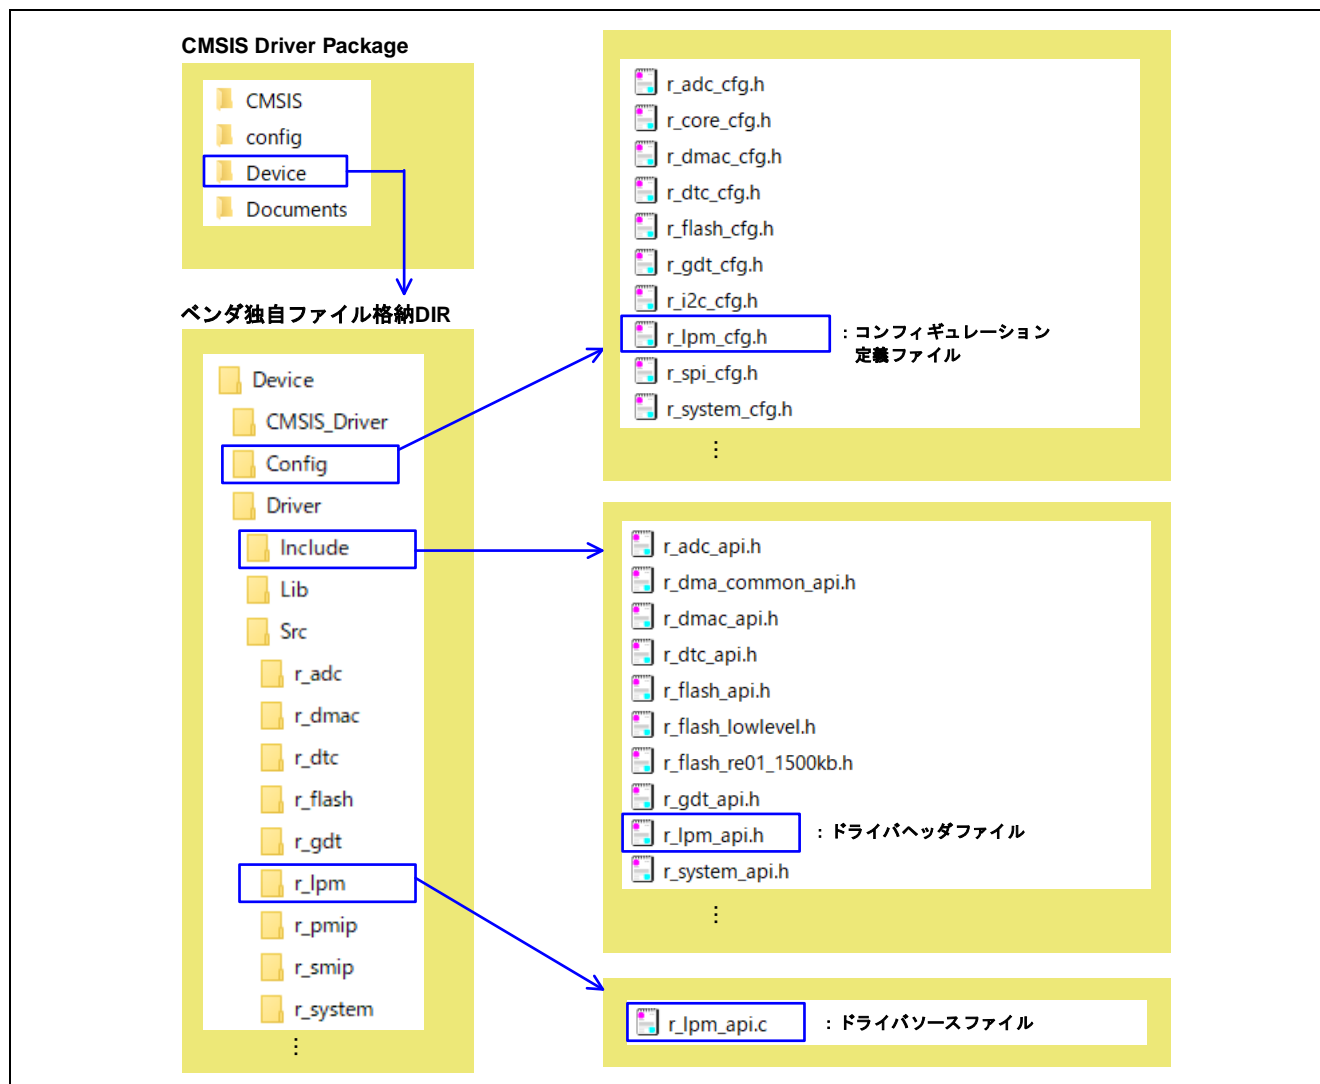 CMSIS Driver Package
CMSIS
config
Device
Documents
ベンダ独自ファイル格納DIR
Device
CMSIS_Driver
Config
Driver
Include
Lib
Src
r_adc
r_dmac
r_dtc
r_flash
r_gdt
r_lpm
r_pmip
r_smip
r_system
⋮
r_adc_cfg.h
r_core_cfg.h
r_dmac_cfg.h
r_dtc_cfg.h
r_flash_cfg.h
r_gdt_cfg.h
r_i2c_cfg.h
r_lpm_cfg.h
：コンフィギュレーション
定義ファイル
r_spi_cfg.h
r_system_cfg.h
⋮
r_adc_api.h
r_dma_common_api.h
r_dmac_api.h
r_dtc_api.h
r_flash_api.h
r_flash_lowlevel.h
r_flash_re01_1500kb.h
r_gdt_api.h
r_lpm_api.h ：ドライバヘッダファイル
r_system_api.h
⋮
r_lpm_api.c ：ドライバソースファイル